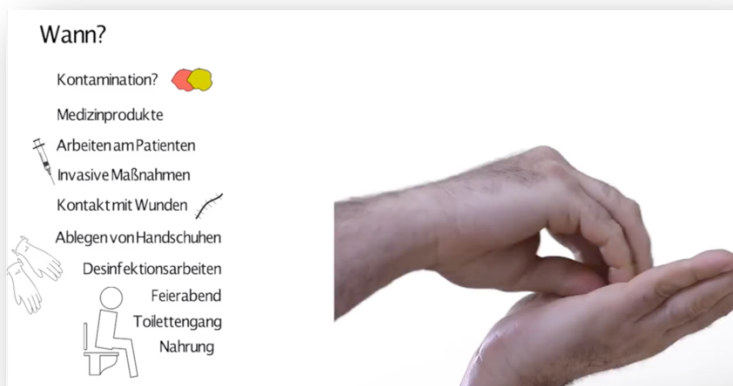 Wann?
Kontamination?
Medizinprodukte
Arbeiten am Patienten
Invasive Maßnahmen
Kontakt mit Wunden
Ablegen von Handschuhen
Desinfektionsarbeiten
Feierabend
Toilettengang
Nahrung